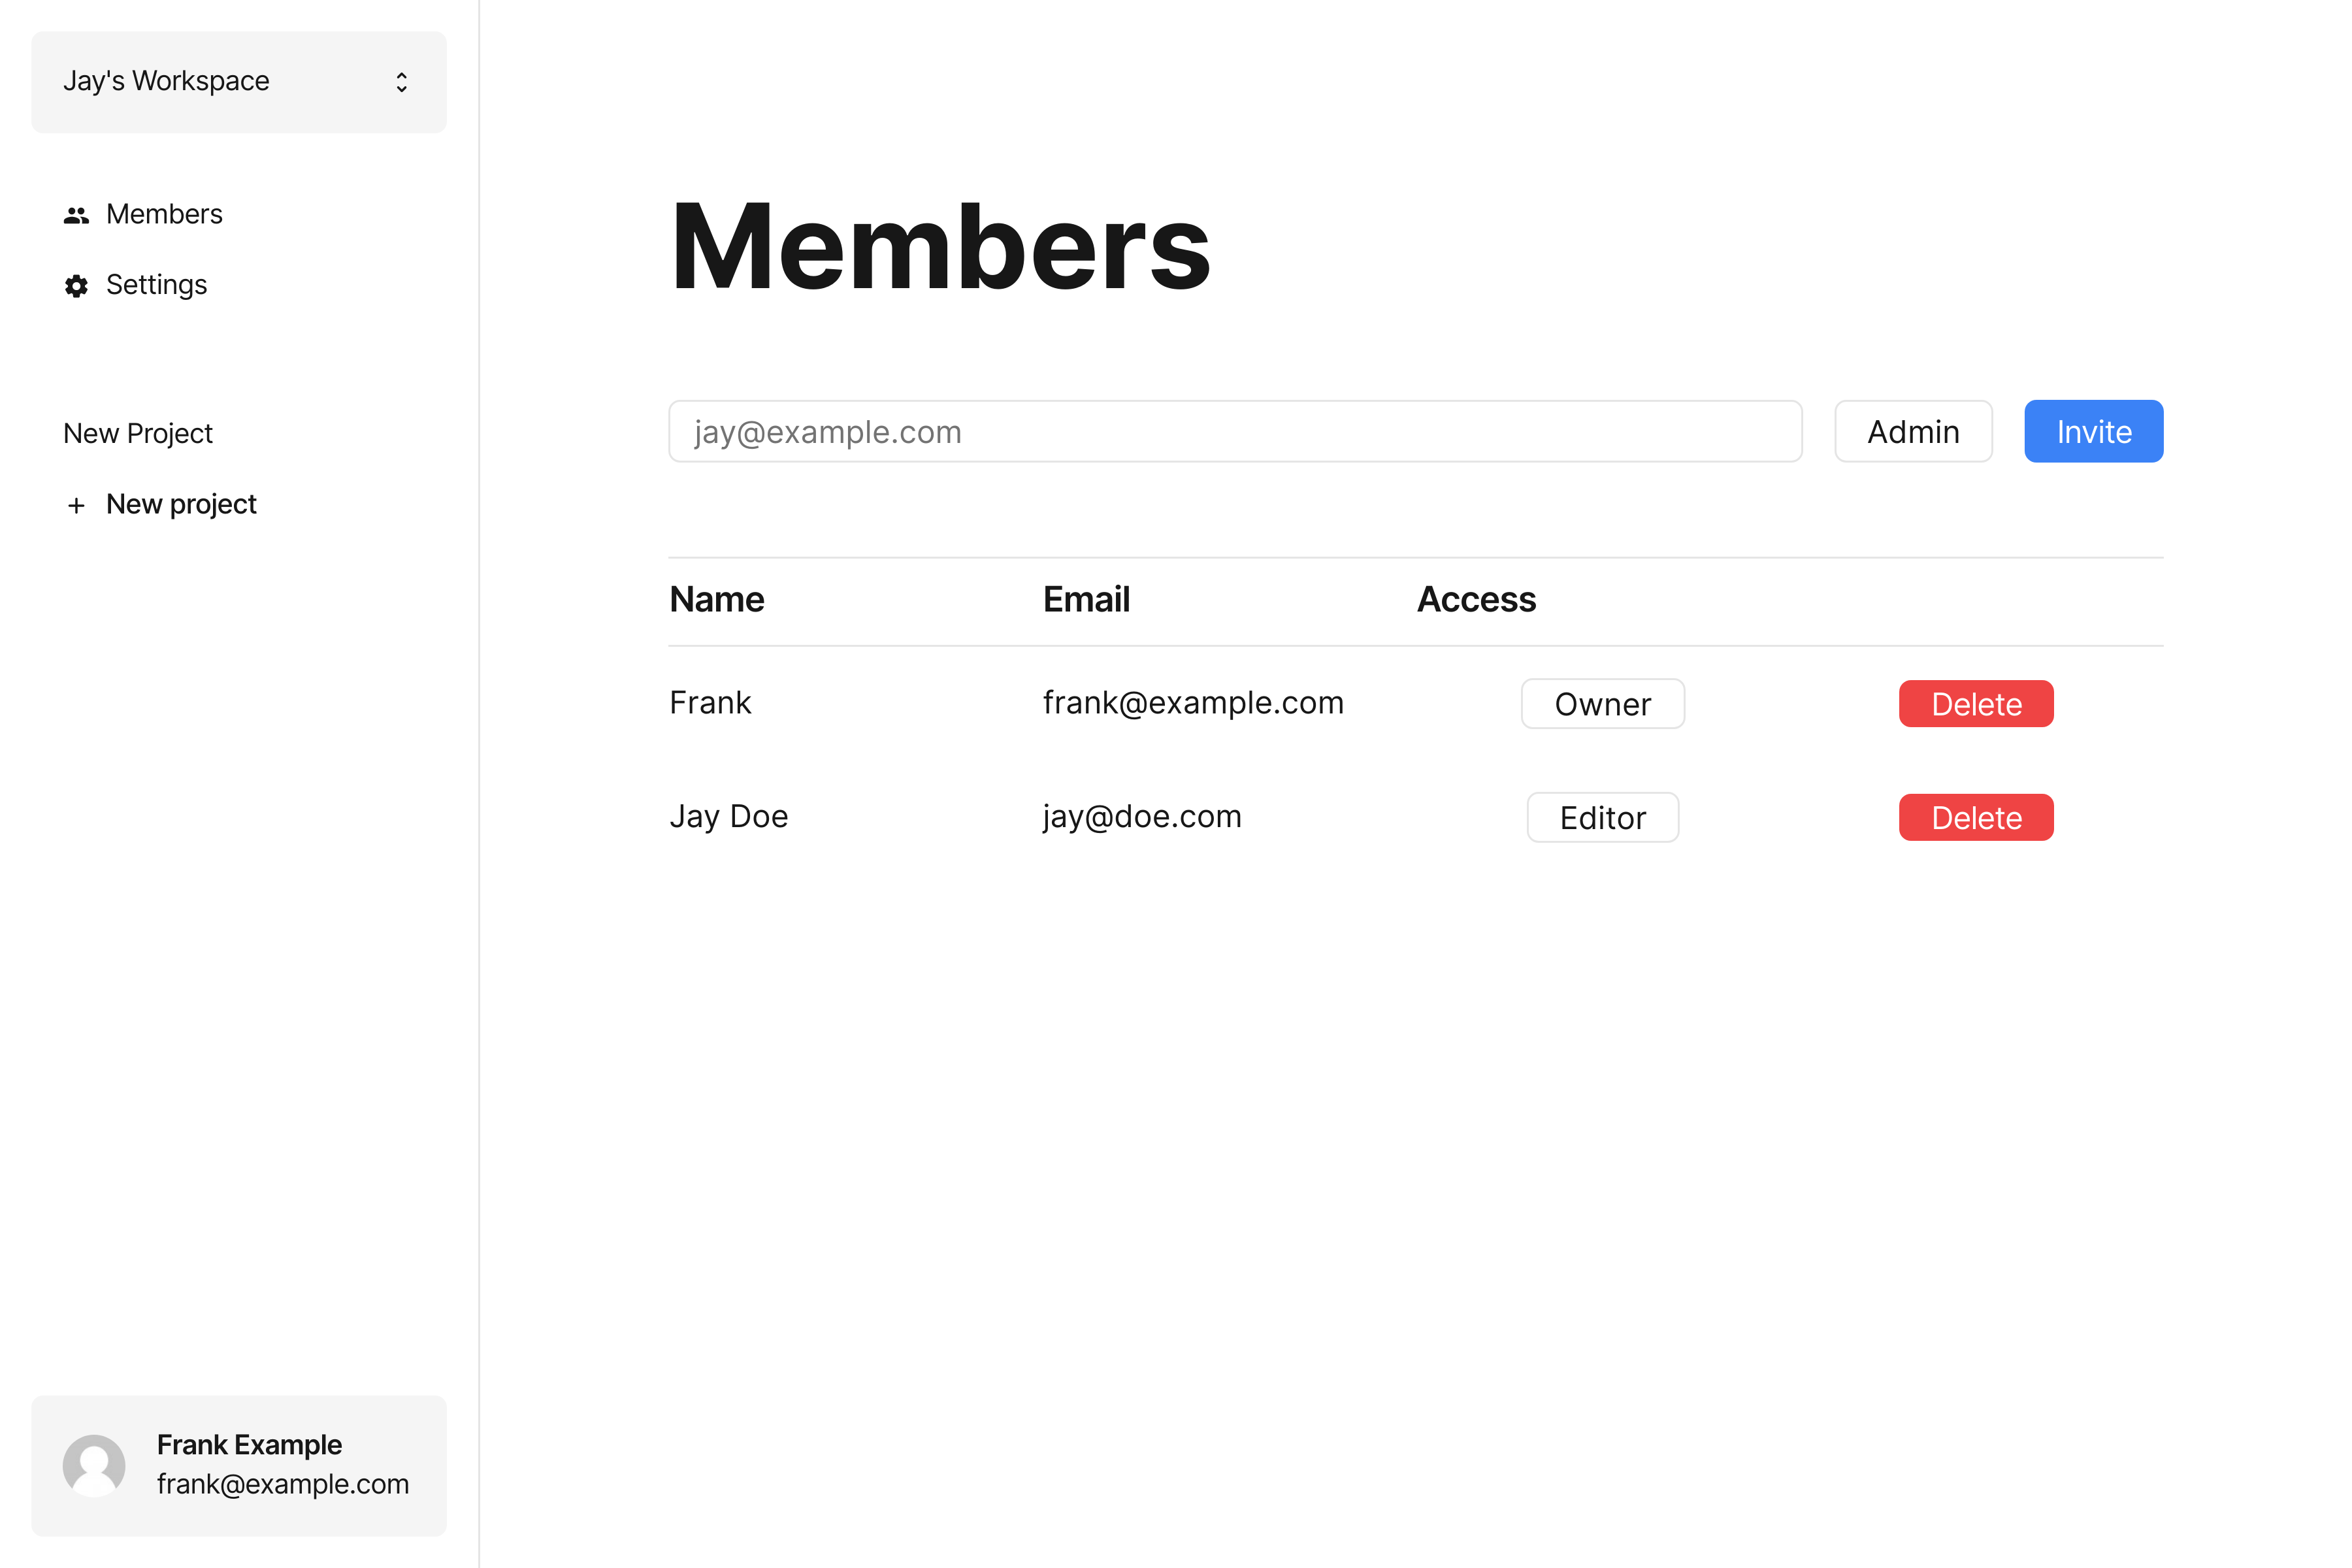 Jay's Workspace
Members
Settings
New Project
+ New project
Frank Example
frank@example.com
Members
jay@example.com Admin Invite
Name Email Access
Frank frank@example.com Owner Delete
Jay Doe jay@doe.com Editor Delete